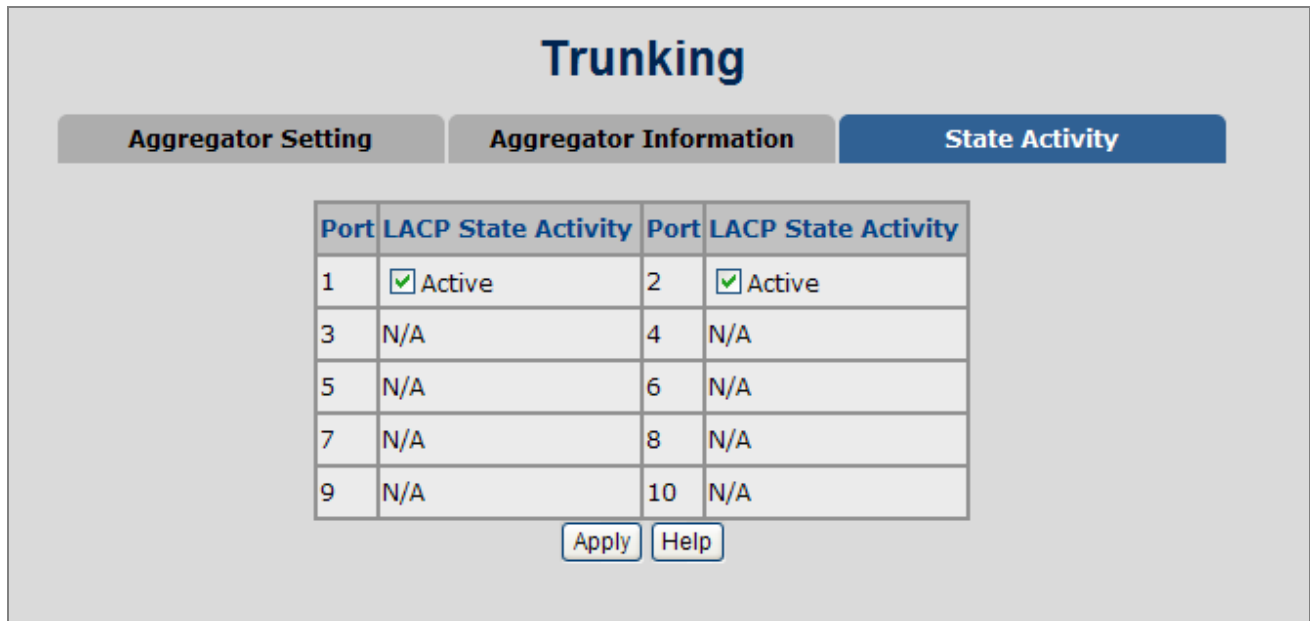 Trunking
Aggregator Setting Aggregator Information State Activity
Port LACP State Activity Port LACP State Activity
1 Active 2 Active
3 N/A 4 N/A
5 N/A 6 N/A
7 N/A 8 N/A
9 N/A 10 N/A
Apply Help